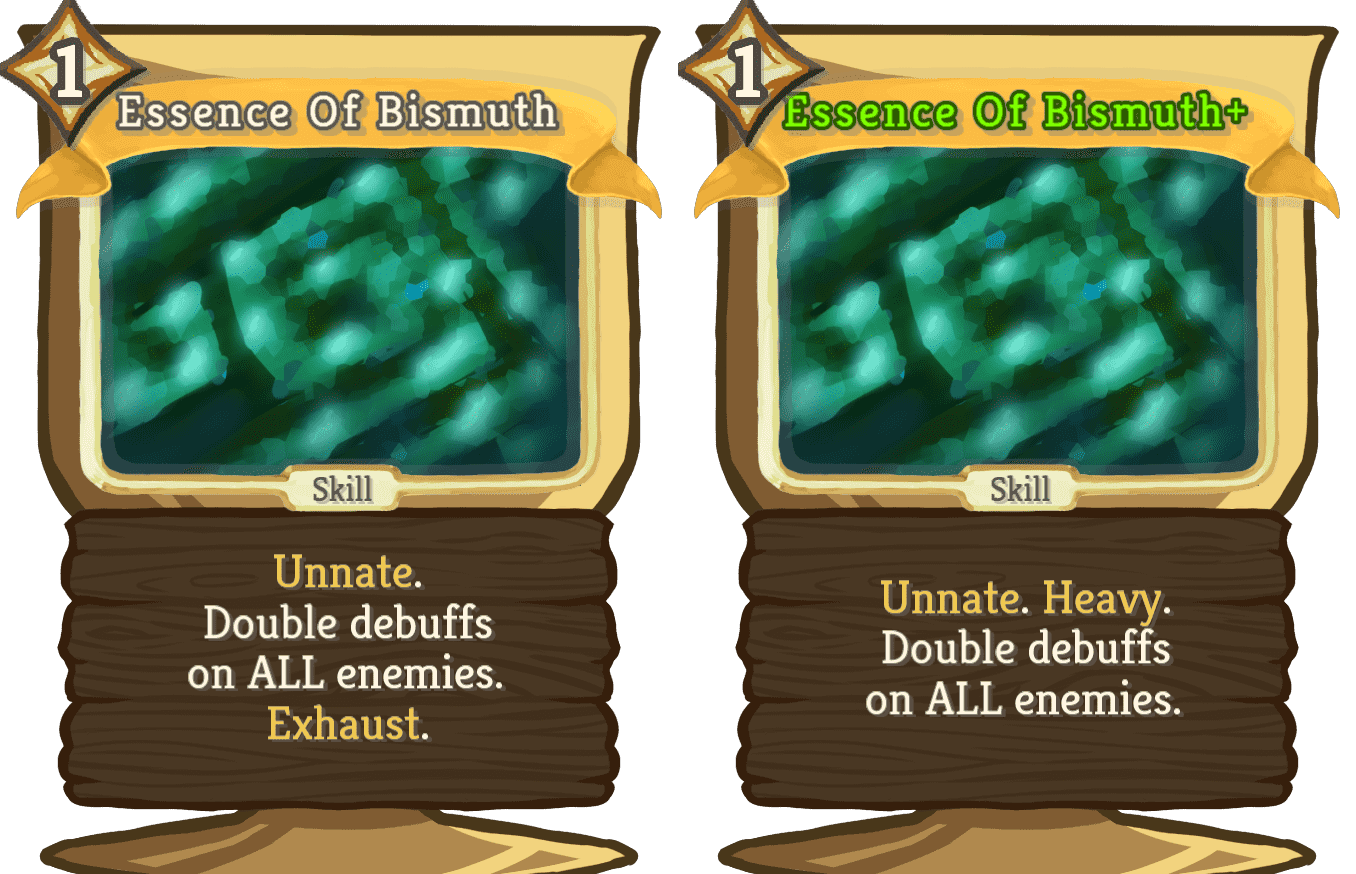 1
Essence Of Bismuth
Skill
Unnate.
Double debuffs
on ALL enemies.
Exhaust.
1
Essence Of Bismuth+
Skill
Unnate. Heavy.
Double debuffs
on ALL enemies.